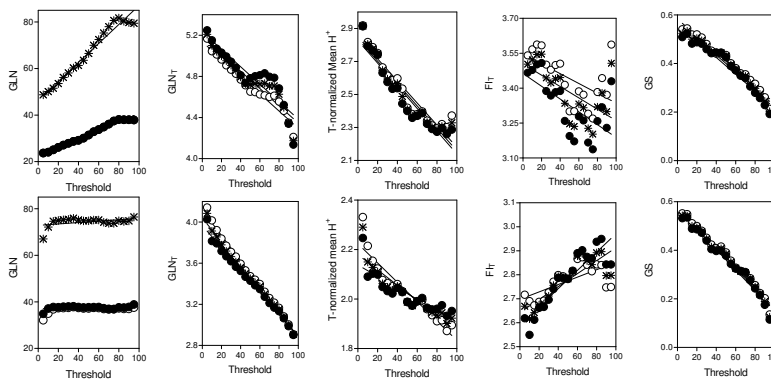 GLN
80
60
40
20
0 20 40 60 80 100
Threshold
GLN_T
5.2
4.8
4.4
4.0
0 20 40 60 80 100
Threshold
T-normalized Mean H⁺
2.9
2.7
2.5
2.3
2.1
0 20 40 60 80 100
Threshold
FI_T
3.70
3.55
3.40
3.25
3.10
0 20 40 60 80 100
Threshold
GS
0.6
0.4
0.2
0.0
0 20 40 60 80 100
Threshold
GLN
80
60
40
20
0 20 40 60 80 100
Threshold
GLN_T
4.0
3.6
3.2
2.8
0 20 40 60 80 100
Threshold
T-normalized mean H⁺
2.4
2.2
2.0
1.8
0 20 40 60 80 100
Threshold
FI_T
3.1
3.0
2.9
2.8
2.7
2.6
2.5
0 20 40 60 80 100
Threshold
GS
0.6
0.4
0.2
0.0
0 20 40 60 80 100
Threshold